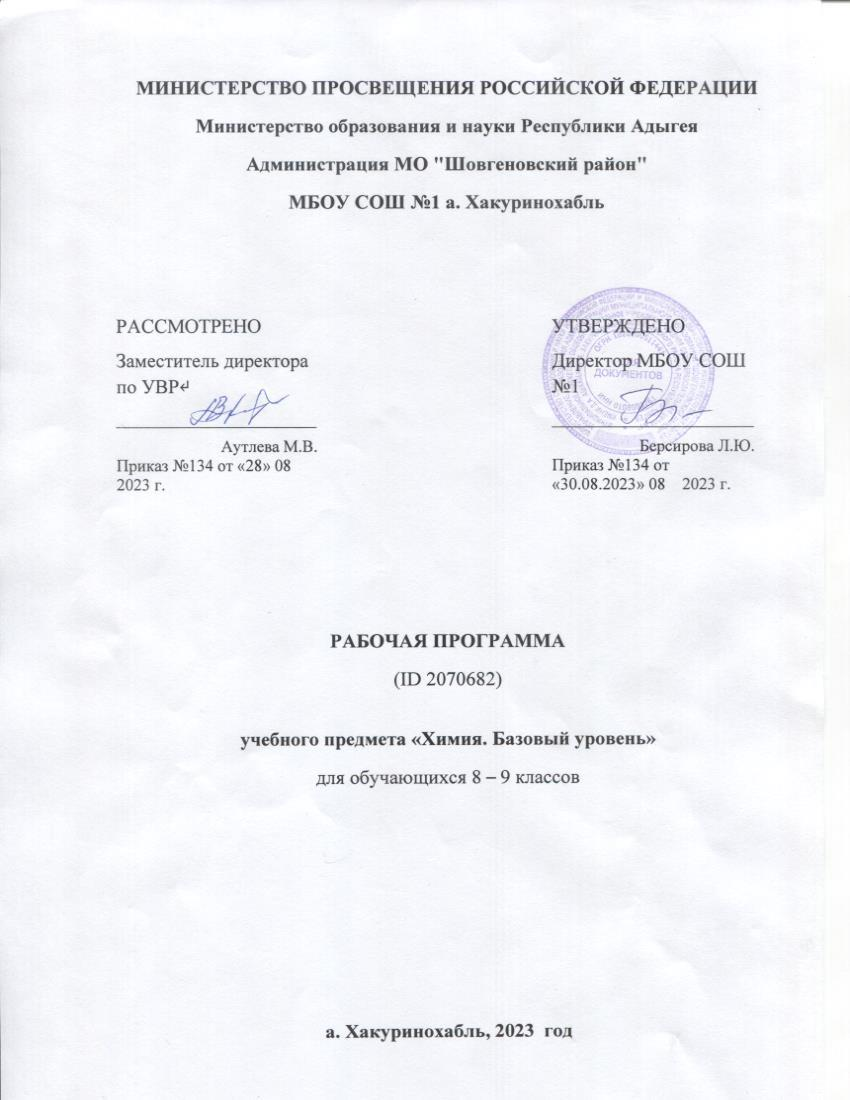 МИНИСТЕРСТВО ПРОСВЕЩЕНИЯ РОССИЙСКОЙ ФЕДЕРАЦИИ
Министерство образования и науки Республики Адыгея
Администрация МО "Шовгеновский район"
МБОУ СОШ №1 а. Хакуринохабль
РАССМОТРЕНО
Заместитель директора
по УВР↵
Аутлева М.В.
Приказ №134 от «28» 08
2023 г.
УТВЕРЖДЕНО
Директор МБОУ СОШ
№1
ДОКУМЕНТОВ
Берсирова Л.Ю.
Приказ №134 от
«30.08.2023» 08 2023 г.
РАБОЧАЯ ПРОГРАММА
(ID 2070682)
учебного предмета «Химия. Базовый уровень»
для обучающихся 8 – 9 классов
а. Хакуринохабль, 2023 год